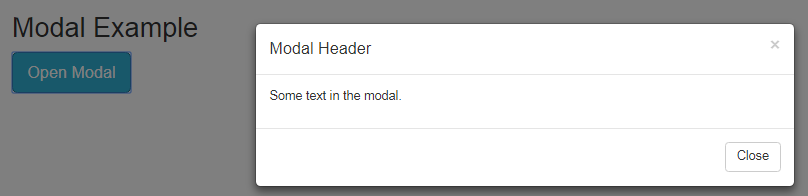 Modal Example
Open Modal
Modal Header ×
Some text in the modal.
Close